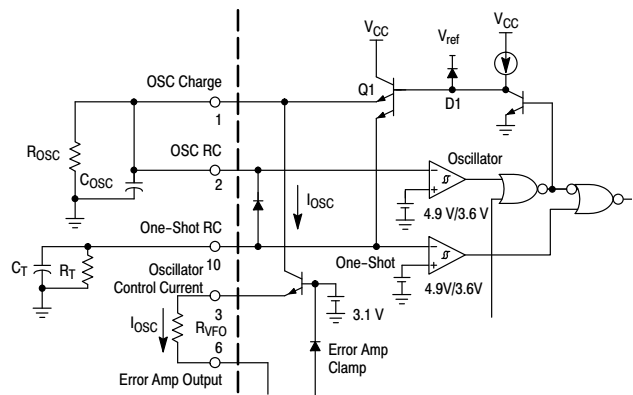 VCC
Vref
VCC
OSC Charge
Q1
D1
1
ROSC
COSC
OSC RC
2
Oscillator
IOSC
4.9 V/3.6 V
One–Shot RC
CT
RT
10
One–Shot
Oscillator
Control Current
4.9V/3.6V
3
3.1 V
IOSC
RVFO
6
Error Amp
Clamp
Error Amp Output